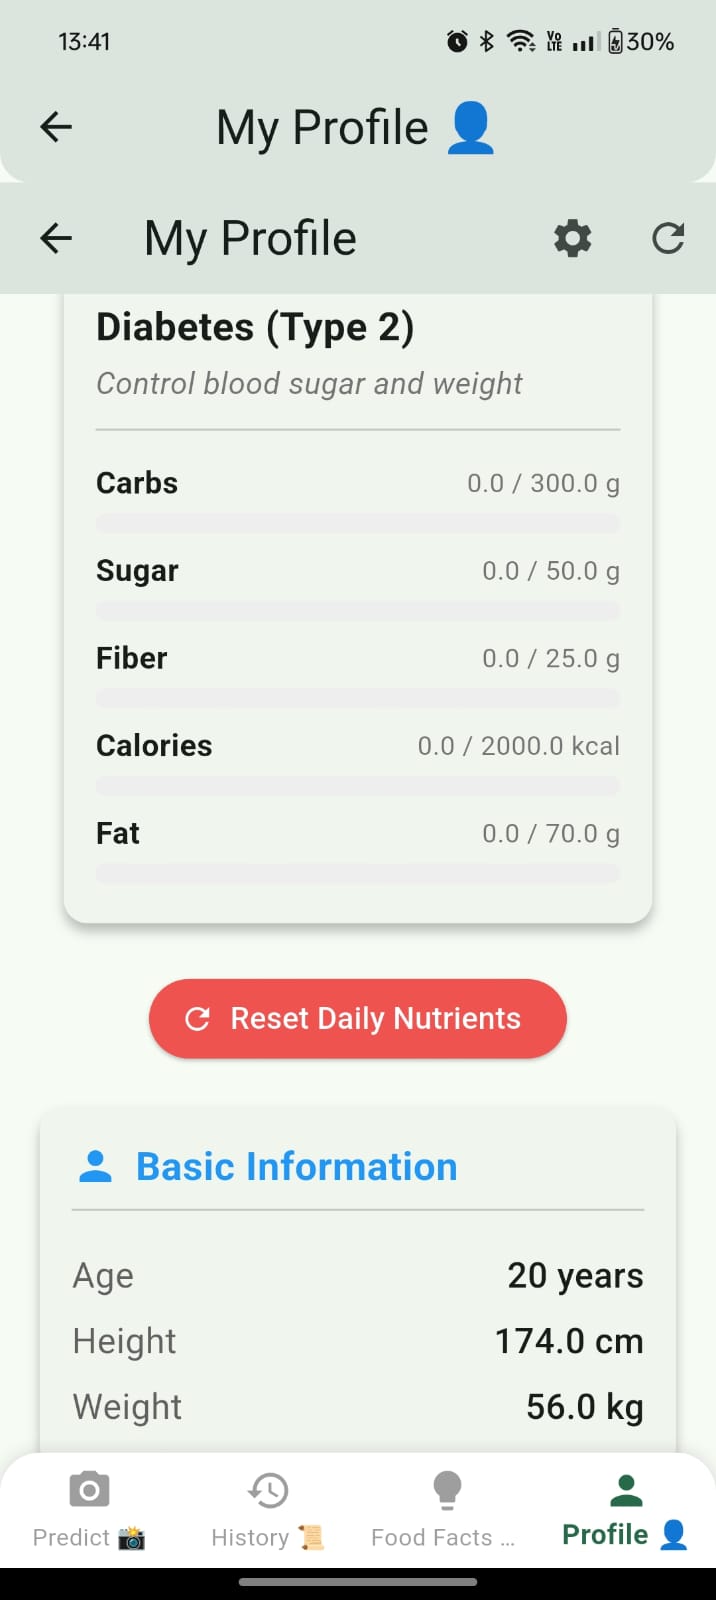 13:41 30%
My Profile 👤
My Profile
Diabetes (Type 2)
Control blood sugar and weight
Carbs 0.0 / 300.0 g
Sugar 0.0 / 50.0 g
Fiber 0.0 / 25.0 g
Calories 0.0 / 2000.0 kcal
Fat 0.0 / 70.0 g
Reset Daily Nutrients
Basic Information
Age 20 years
Height 174.0 cm
Weight 56.0 kg
Predict 📸 History 📜 Food Facts ... Profile 👤